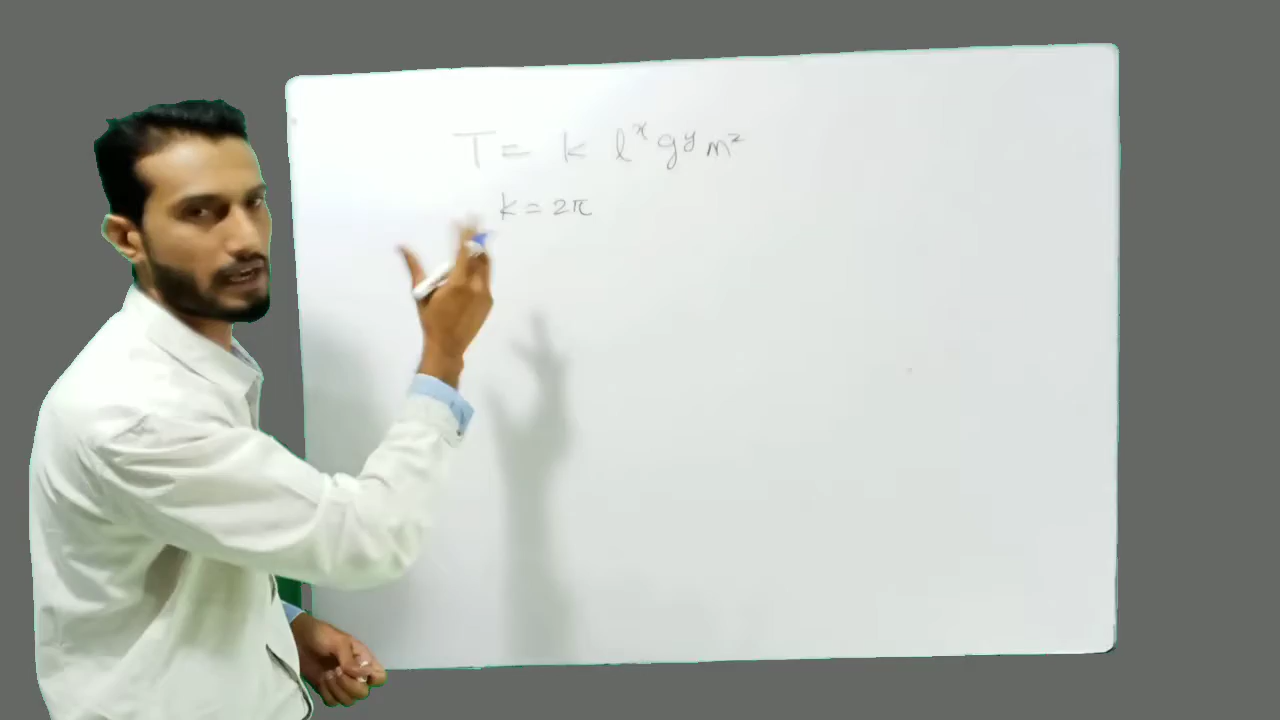 T = k l^x g^y m^z
k = 2π